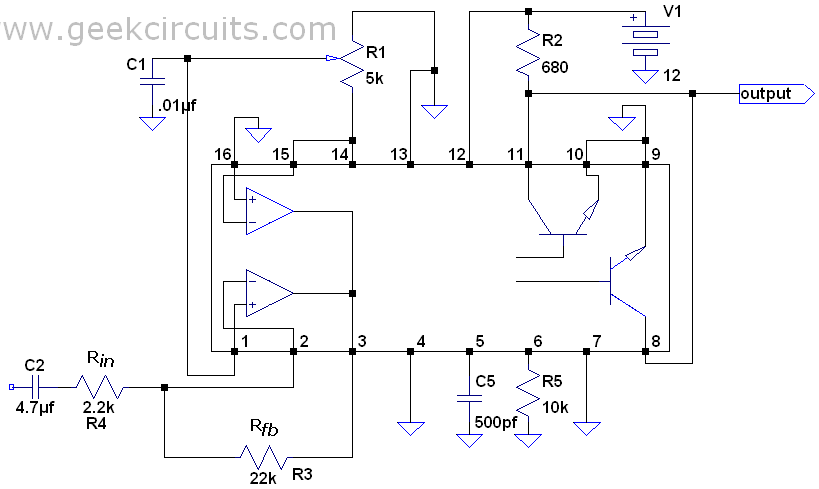 www.geekcircuits.com
V1
+
12
R1
5k
C1
.01µf
R2
680
output
16 15 14 13 12 11 10 9
+
−
−
+
1 2 3 4 5 6 7 8
C2
4.7µf
Rin
2.2k
R4
Rfb
22k
R3
C5
500pf
R5
10k